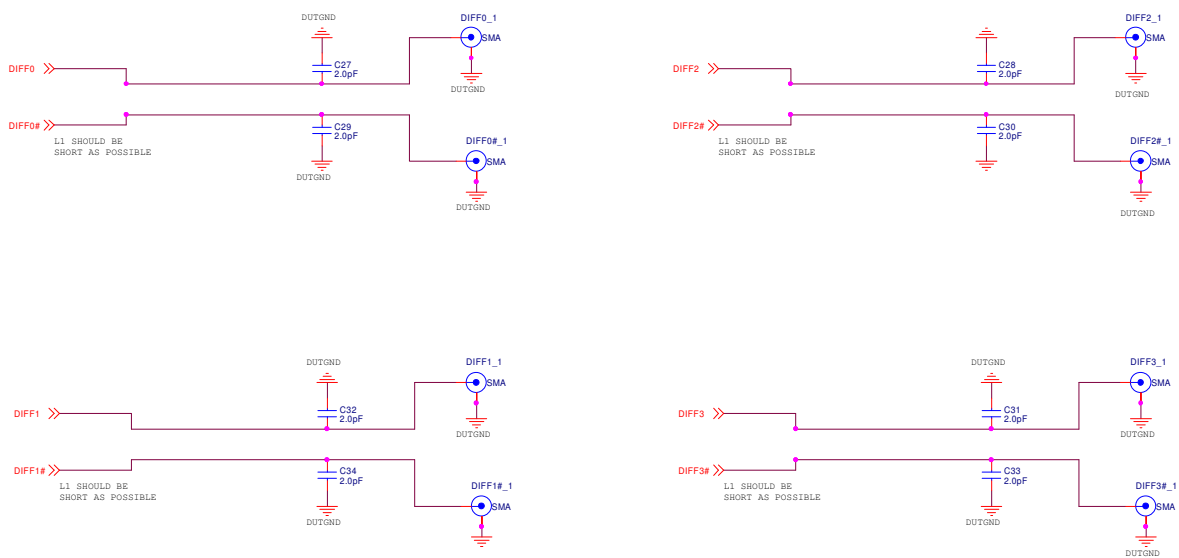 DUTGND
DIFF0_1
SMA
C27
2.0pF
DIFF0
DUTGND
DIFF0#
C29
2.0pF
L1 SHOULD BE
SHORT AS POSSIBLE
DIFF0#_1
SMA
DUTGND
DUTGND
DIFF2_1
SMA
C28
2.0pF
DIFF2
DUTGND
DIFF2#
C30
2.0pF
L1 SHOULD BE
SHORT AS POSSIBLE
DIFF2#_1
SMA
DUTGND
DUTGND
DIFF1_1
SMA
C32
2.0pF
DIFF1
DUTGND
DIFF1#
C34
2.0pF
L1 SHOULD BE
SHORT AS POSSIBLE
DIFF1#_1
SMA
DUTGND
DUTGND
DIFF3_1
SMA
C31
2.0pF
DIFF3
DUTGND
DIFF3#
C33
2.0pF
L1 SHOULD BE
SHORT AS POSSIBLE
DIFF3#_1
SMA
DUTGND
DUTGND